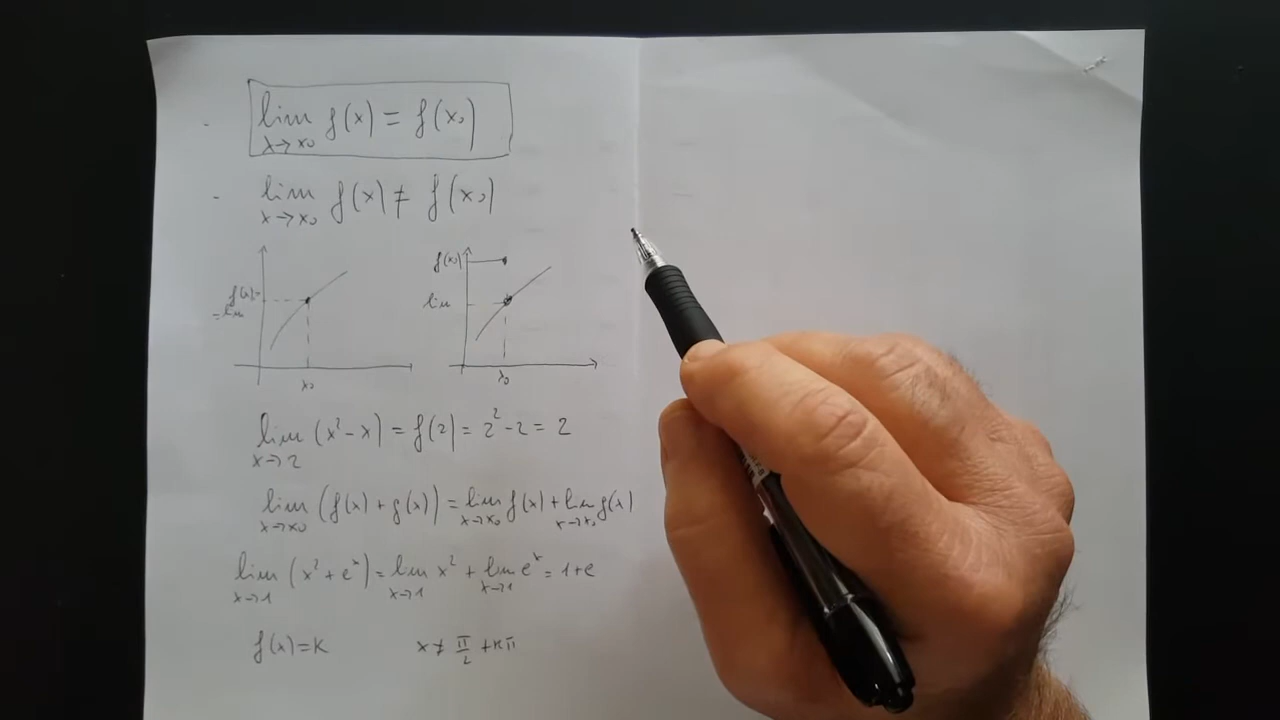 lim f(x) = f(x₀)
x→x₀
lim f(x) ≠ f(x₀)
x→x₀
f(x)=
=lim
x₀
f(x₀)
lim
x₀
lim (x²-x) = f(2) = 2²-2 = 2
x→2
lim (f(x) + g(x)) = lim f(x) + lim g(x)
x→x₀ x→x₀ x→x₀
lim (x² + eˣ) = lim x² + lim eˣ = 1+e
x→1 x→1 x→1
f(x)=K x ≠ π/2 +Kπ